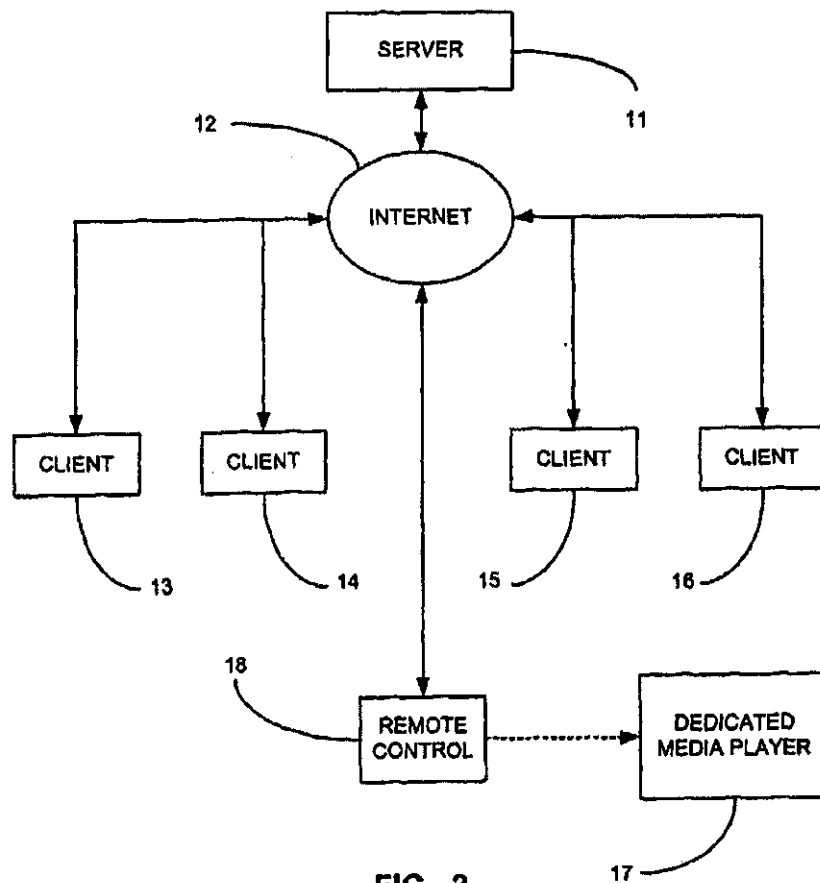 SERVER
12
11
INTERNET
CLIENT
CLIENT
CLIENT
CLIENT
13
14
15
16
18
REMOTE
CONTROL
DEDICATED
MEDIA PLAYER
17